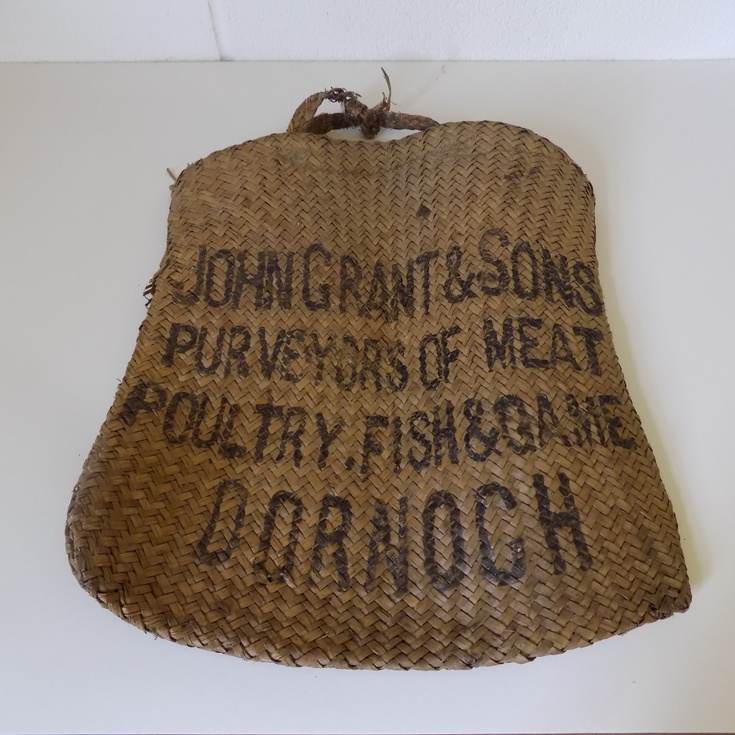 JOHN GRANT & SONS
PURVEYORS OF MEAT
POULTRY, FISH & GAME
DORNOCH